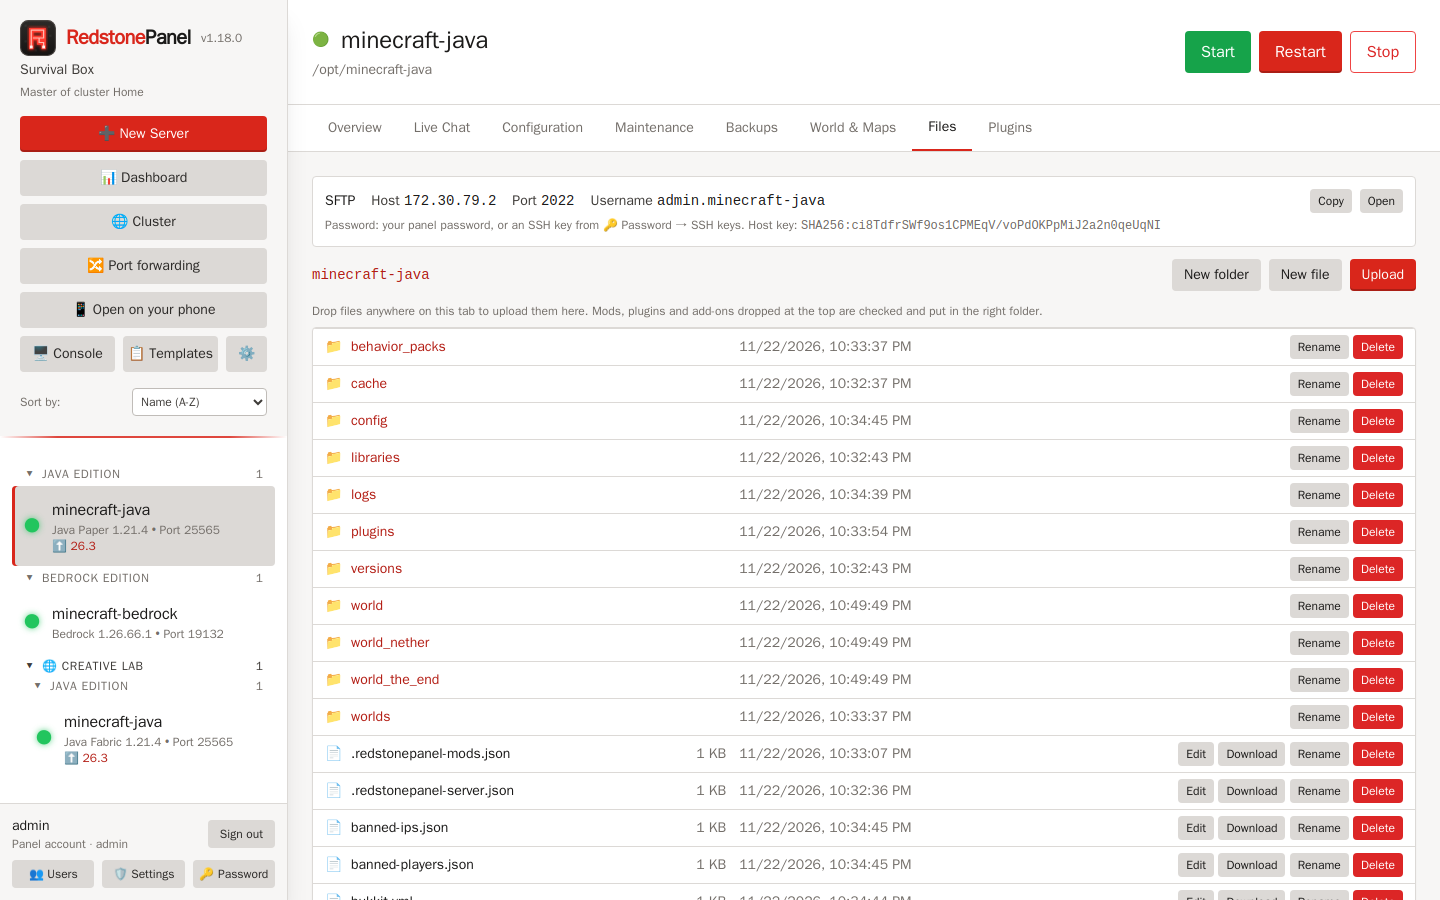 RedstonePanel v1.18.0
Survival Box
Master of cluster Home
➕ New Server
📊 Dashboard
🌐 Cluster
🔀 Port forwarding
📱 Open on your phone
🖥️ Console 📋 Templates ⚙️
Sort by: Name (A-Z)
▼ JAVA EDITION 1
minecraft-java
Java Paper 1.21.4 • Port 25565
⬆️ 26.3
▼ BEDROCK EDITION 1
minecraft-bedrock
Bedrock 1.26.66.1 • Port 19132
▼ 🌐 CREATIVE LAB 1
▼ JAVA EDITION 1
minecraft-java
Java Fabric 1.21.4 • Port 25565
⬆️ 26.3
admin
Panel account · admin
Sign out
👥 Users 🛡️ Settings 🔑 Password
minecraft-java
/opt/minecraft-java
Start Restart Stop
Overview Live Chat Configuration Maintenance Backups World & Maps Files Plugins
SFTP Host 172.30.79.2 Port 2022 Username admin.minecraft-java Copy Open
Password: your panel password, or an SSH key from 🔑 Password → SSH keys. Host key: SHA256:ci8TdfrSWf9os1CPMEqV/voPdOKPpMiJ2a2n0qeUqNI
minecraft-java New folder New file Upload
Drop files anywhere on this tab to upload them here. Mods, plugins and add-ons dropped at the top are checked and put in the right folder.
📁 behavior_packs 11/22/2026, 10:33:37 PM Rename Delete
📁 cache 11/22/2026, 10:32:37 PM Rename Delete
📁 config 11/22/2026, 10:34:45 PM Rename Delete
📁 libraries 11/22/2026, 10:32:43 PM Rename Delete
📁 logs 11/22/2026, 10:34:39 PM Rename Delete
📁 plugins 11/22/2026, 10:33:54 PM Rename Delete
📁 versions 11/22/2026, 10:32:43 PM Rename Delete
📁 world 11/22/2026, 10:49:49 PM Rename Delete
📁 world_nether 11/22/2026, 10:49:49 PM Rename Delete
📁 world_the_end 11/22/2026, 10:49:49 PM Rename Delete
📁 worlds 11/22/2026, 10:33:37 PM Rename Delete
📄 .redstonepanel-mods.json 1 KB 11/22/2026, 10:33:07 PM Edit Download Rename Delete
📄 .redstonepanel-server.json 1 KB 11/22/2026, 10:32:36 PM Edit Download Rename Delete
📄 banned-ips.json 1 KB 11/22/2026, 10:34:45 PM Edit Download Rename Delete
📄 banned-players.json 1 KB 11/22/2026, 10:34:45 PM Edit Download Rename Delete